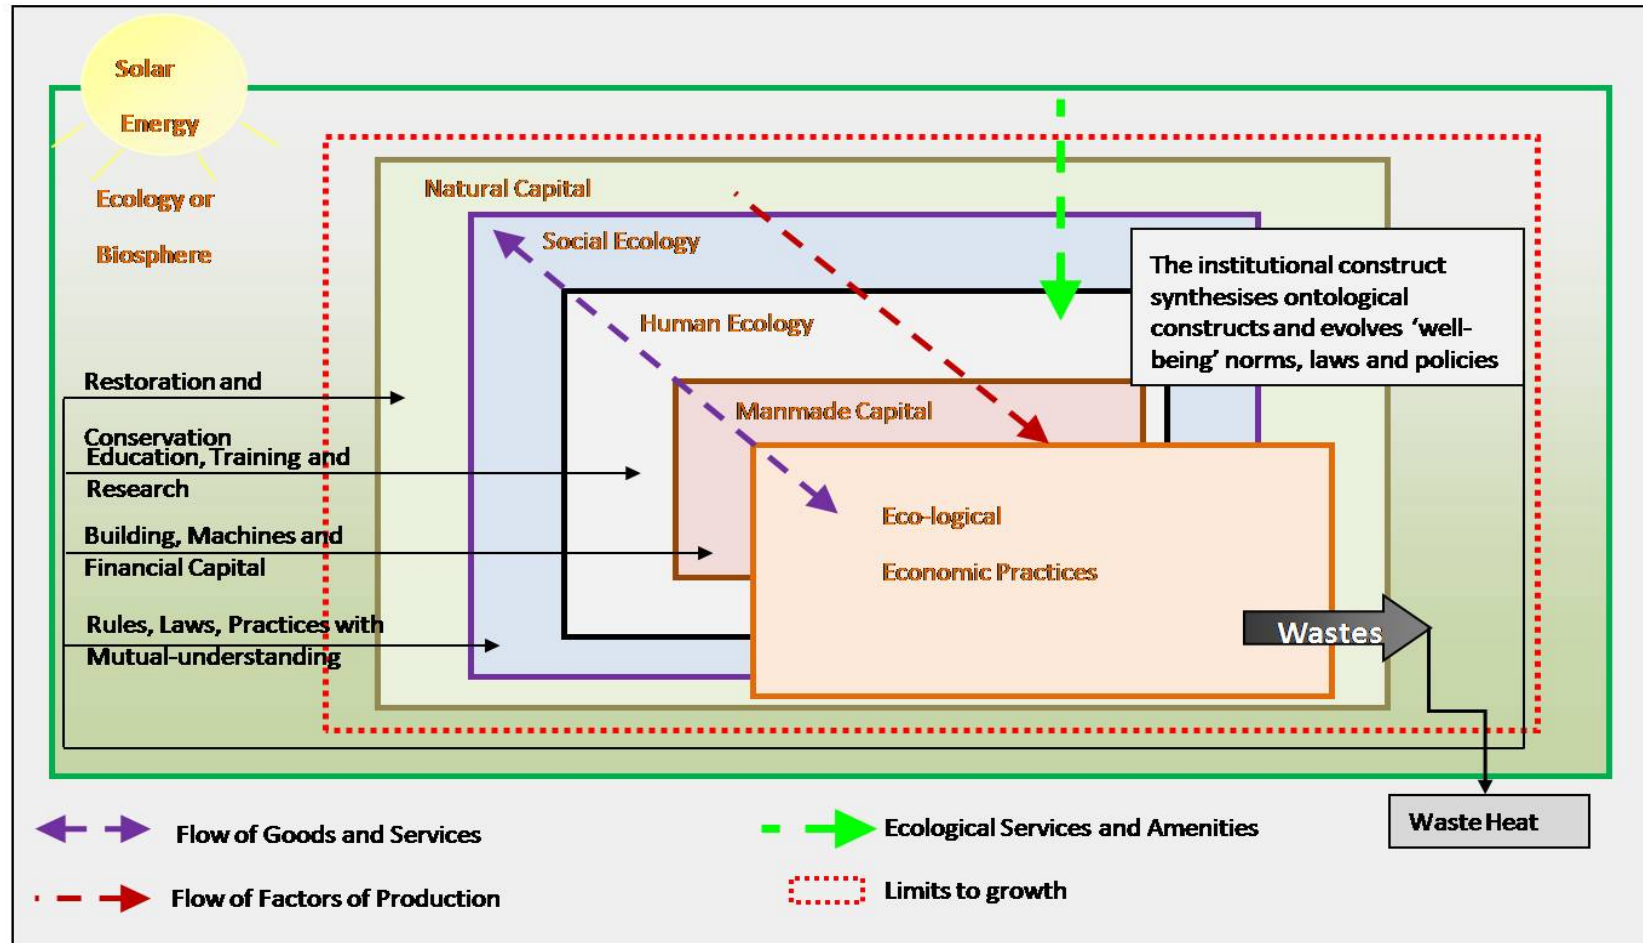 Solar
Energy
Ecology or
Biosphere
Natural Capital
Social Ecology
Human Ecology
Manmade Capital
Eco-logical
Economic Practices
The institutional construct
synthesises ontological
constructs and evolves ‘well-
being’ norms, laws and policies
Restoration and
Conservation
Education, Training and
Research
Building, Machines and
Financial Capital
Rules, Laws, Practices with
Mutual-understanding
Wastes
Waste Heat
Flow of Goods and Services
Ecological Services and Amenities
Flow of Factors of Production
Limits to growth